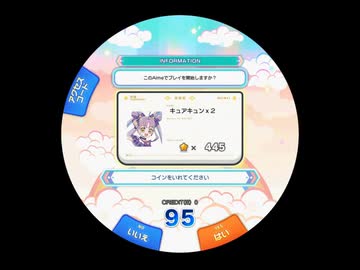 INFORMATION
このAimeでプレイを開始しますか？
キュアキュンx2
× 445
コインをいれてください
アクセス
コード
CREDIT(S) 0
95
いいえ
はい